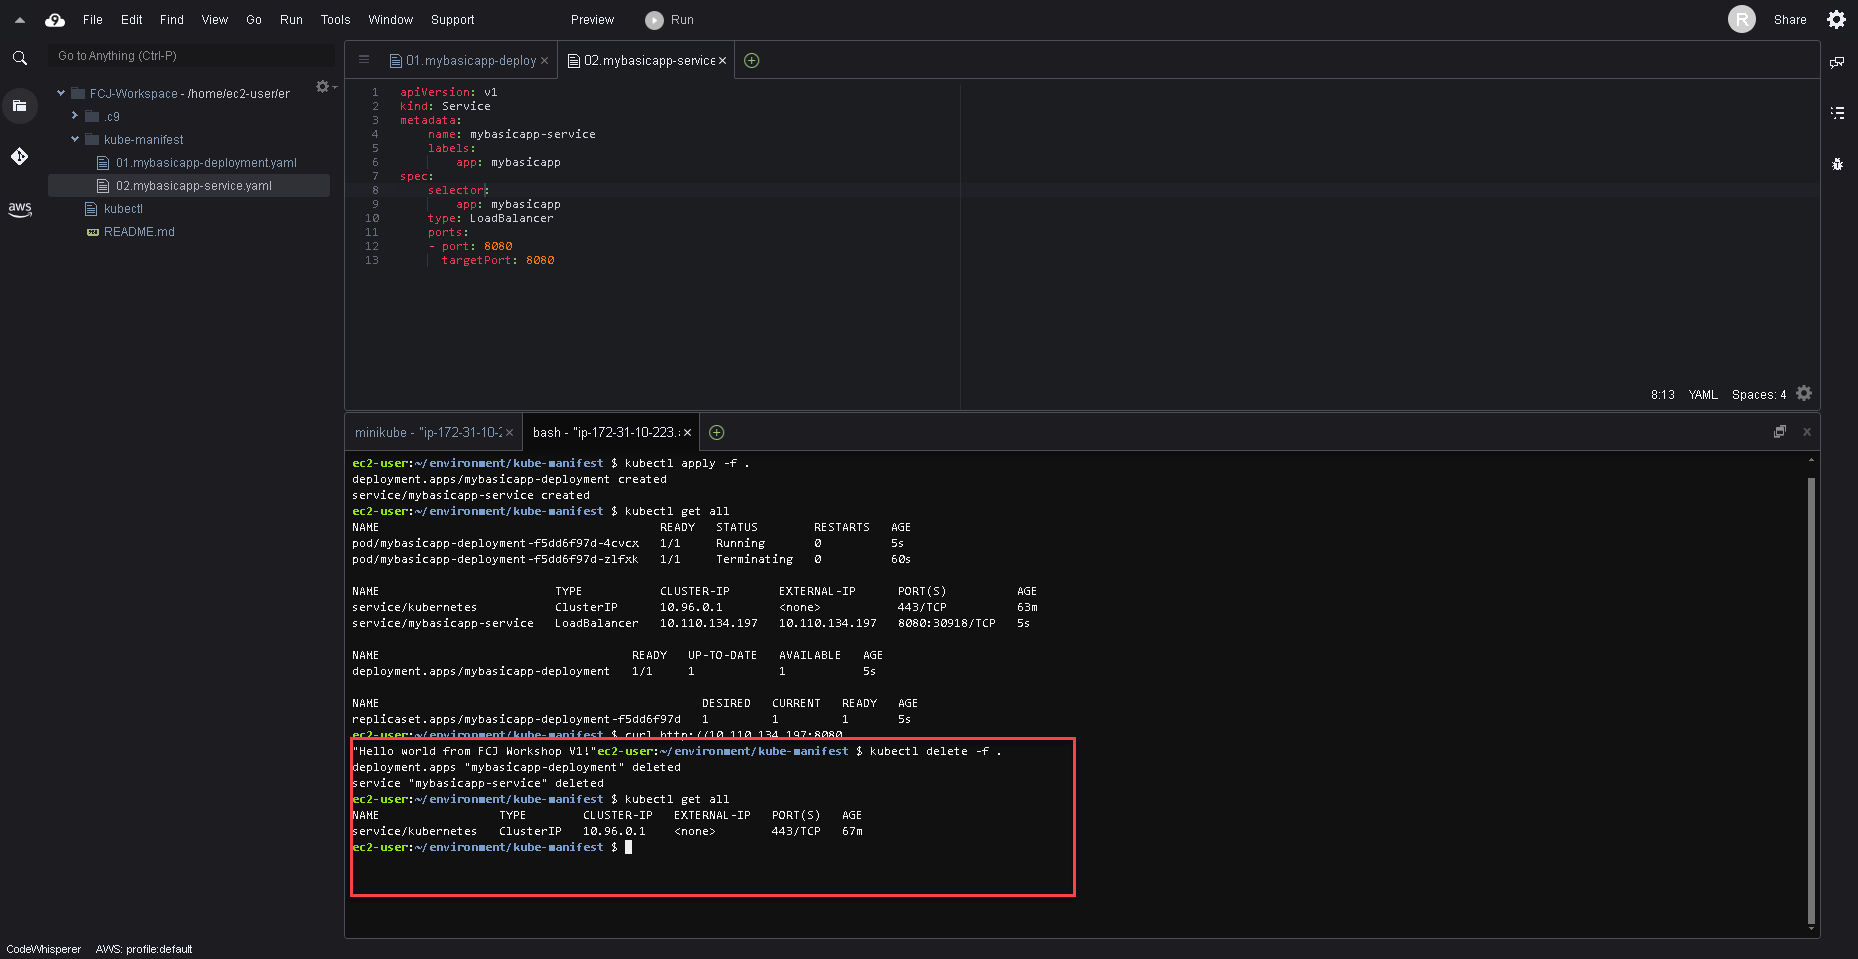 File Edit Find View Go Run Tools Window Support Preview Run R Share
Go to Anything (Ctrl-P)
FCJ-Workspace - /home/ec2-user/er
.c9
kube-manifest
01.mybasicapp-deployment.yaml
02.mybasicapp-service.yaml
kubectl
README.md
aws
01.mybasicapp-deploy × 02.mybasicapp-service ×
1 apiVersion: v1
2 kind: Service
3 metadata:
4 name: mybasicapp-service
5 labels:
6 app: mybasicapp
7 spec:
8 selector:
9 app: mybasicapp
10 type: LoadBalancer
11 ports:
12 - port: 8080
13 targetPort: 8080
8:13 YAML Spaces: 4
minikube - "ip-172-31-10-2 × bash - "ip-172-31-10-223. ×
ec2-user:~/environment/kube-manifest $ kubectl apply -f .
deployment.apps/mybasicapp-deployment created
service/mybasicapp-service created
ec2-user:~/environment/kube-manifest $ kubectl get all
NAME READY STATUS RESTARTS AGE
pod/mybasicapp-deployment-f5dd6f97d-4cvcx 1/1 Running 0 5s
pod/mybasicapp-deployment-f5dd6f97d-zlfxk 1/1 Terminating 0 60s
NAME TYPE CLUSTER-IP EXTERNAL-IP PORT(S) AGE
service/kubernetes ClusterIP 10.96.0.1 <none> 443/TCP 63m
service/mybasicapp-service LoadBalancer 10.110.134.197 10.110.134.197 8080:30918/TCP 5s
NAME READY UP-TO-DATE AVAILABLE AGE
deployment.apps/mybasicapp-deployment 1/1 1 1 5s
NAME DESIRED CURRENT READY AGE
replicaset.apps/mybasicapp-deployment-f5dd6f97d 1 1 1 5s
ec2-user:~/environment/kube-manifest $ curl http://10.110.134.197:8080
"Hello world from FCJ Workshop V1!"ec2-user:~/environment/kube-manifest $ kubectl delete -f .
deployment.apps "mybasicapp-deployment" deleted
service "mybasicapp-service" deleted
ec2-user:~/environment/kube-manifest $ kubectl get all
NAME TYPE CLUSTER-IP EXTERNAL-IP PORT(S) AGE
service/kubernetes ClusterIP 10.96.0.1 <none> 443/TCP 67m
ec2-user:~/environment/kube-manifest $
CodeWhisperer AWS: profile:default